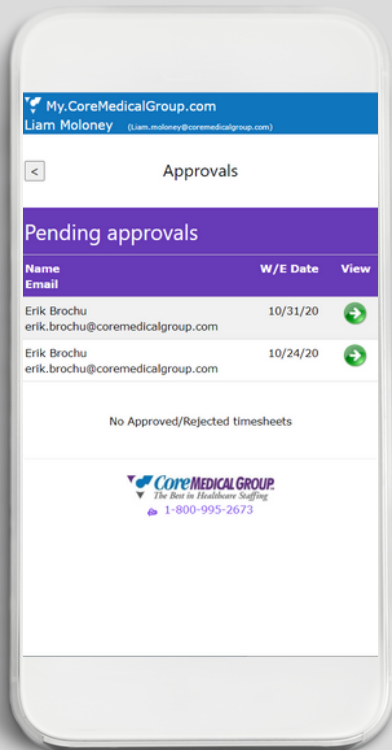 My.CoreMedicalGroup.com
Liam Moloney (Liam.moloney@coremedicalgroup.com)
< Approvals
Pending approvals
Name W/E Date View
Email
Erik Brochu 10/31/20
erik.brochu@coremedicalgroup.com
Erik Brochu 10/24/20
erik.brochu@coremedicalgroup.com
No Approved/Rejected timesheets
CoreMEDICAL GROUP.
The Best in Healthcare Staffing
1-800-995-2673